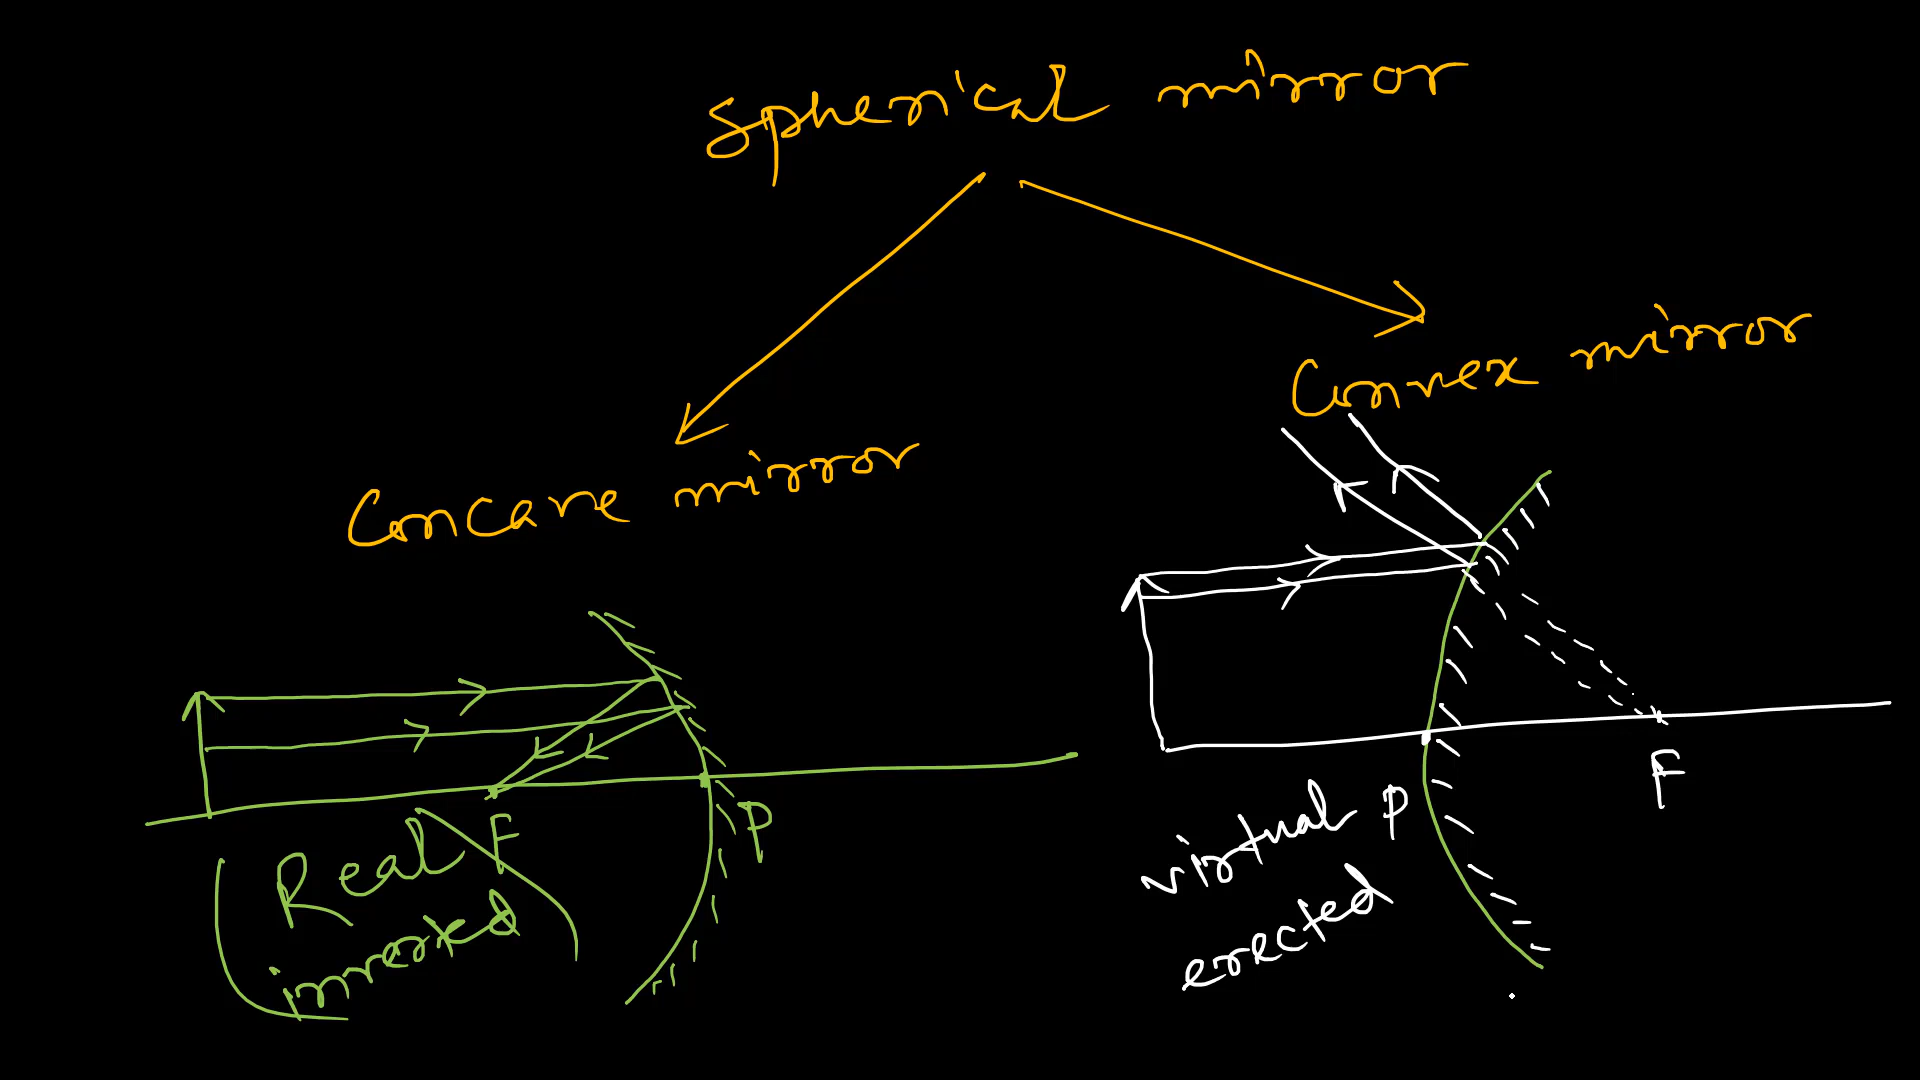 Spherical mirror
Convex mirror
Concave mirror
F
P
virtual P
erected
F
P
Real
inverted